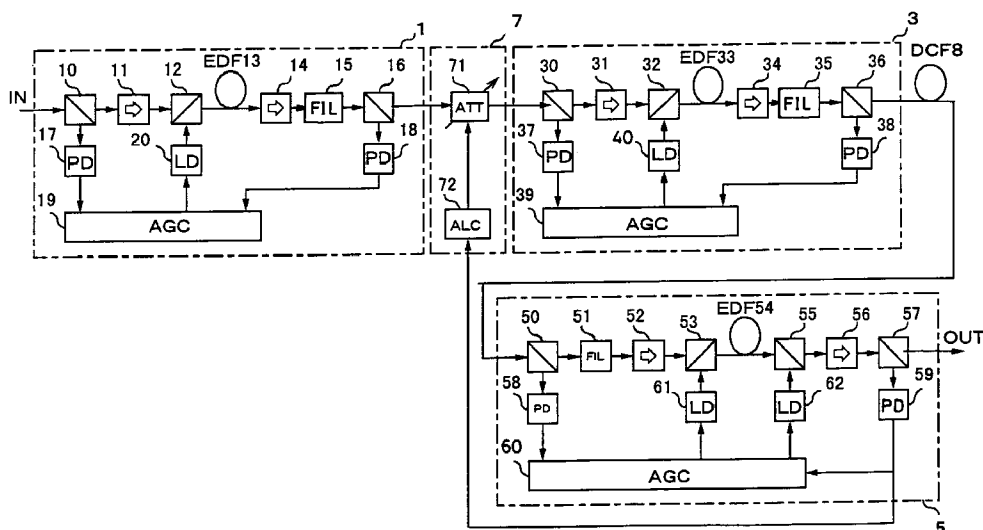 1
7
3
DCF8
10
11
12
EDF13
14
15
16
71
30
31
32
EDF33
34
35
36
IN
FIL
ATT
FIL
17
PD
20
LD
PD
18
37
PD
40
LD
PD
38
72
ALC
19
AGC
39
AGC
50
51
52
53
EDF54
55
56
57
OUT
FIL
58
PD
61
LD
LD
62
PD
59
60
AGC
5